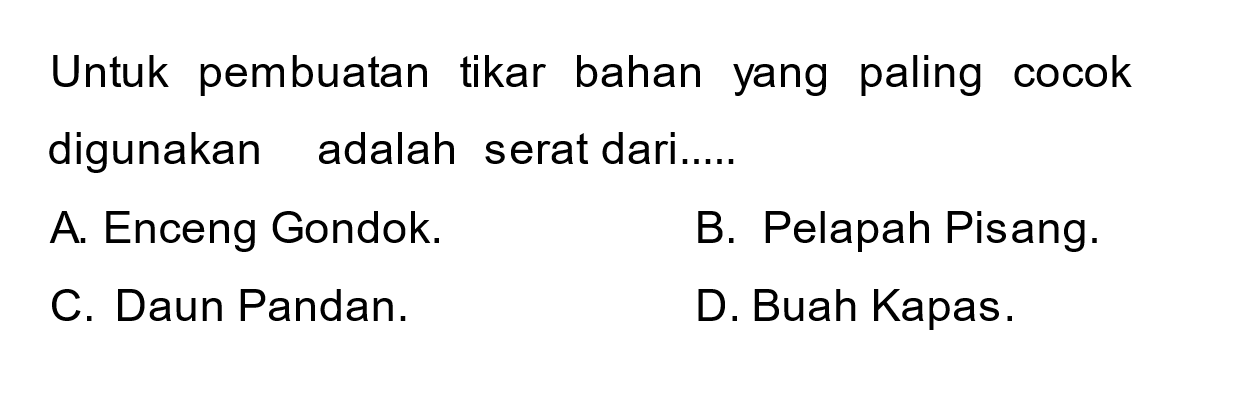 Untuk pembuatan tikar bahan yang paling cocok
digunakan adalah serat dari.....
A. Enceng Gondok. B. Pelapah Pisang.
C. Daun Pandan. D. Buah Kapas.